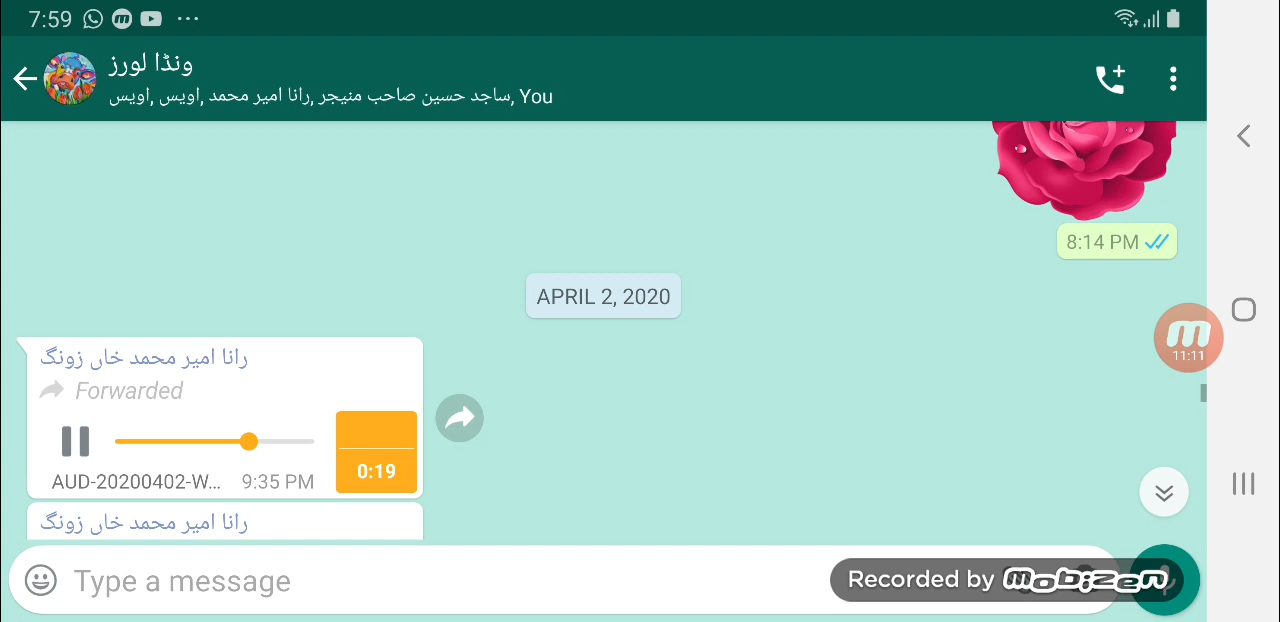 7:59
ونڈا لورز
ساجد حسین صاحب منیجر, رانا امیر محمد, اویس, اویس, You
8:14 PM
APRIL 2, 2020
11:11
رانا امیر محمد خاں زونگ
Forwarded
0:19
AUD-20200402-W... 9:35 PM
رانا امیر محمد خاں زونگ
Type a message
Recorded by mobizen